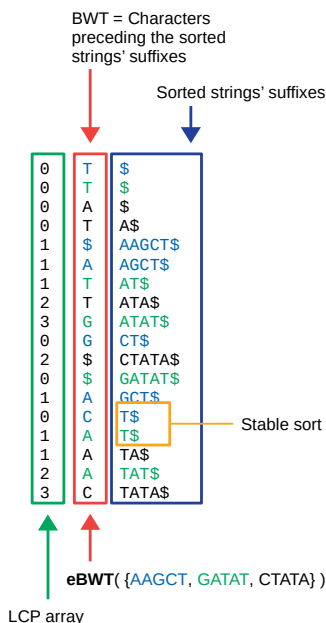 BWT = Characters
preceding the sorted
strings' suffixes
Sorted strings' suffixes
0 T $
0 T $
0 A $
0 T A$
1 $ AAGCT$
1 A AGCT$
1 T AT$
2 T ATA$
3 G ATAT$
0 G CT$
2 $ CTATA$
0 $ GATAT$
1 A GCT$
0 C T$
1 A T$
1 A TA$
2 A TAT$
3 C TATA$
Stable sort
eBWT( {AAGCT, GATAT, CTATA} )
LCP array